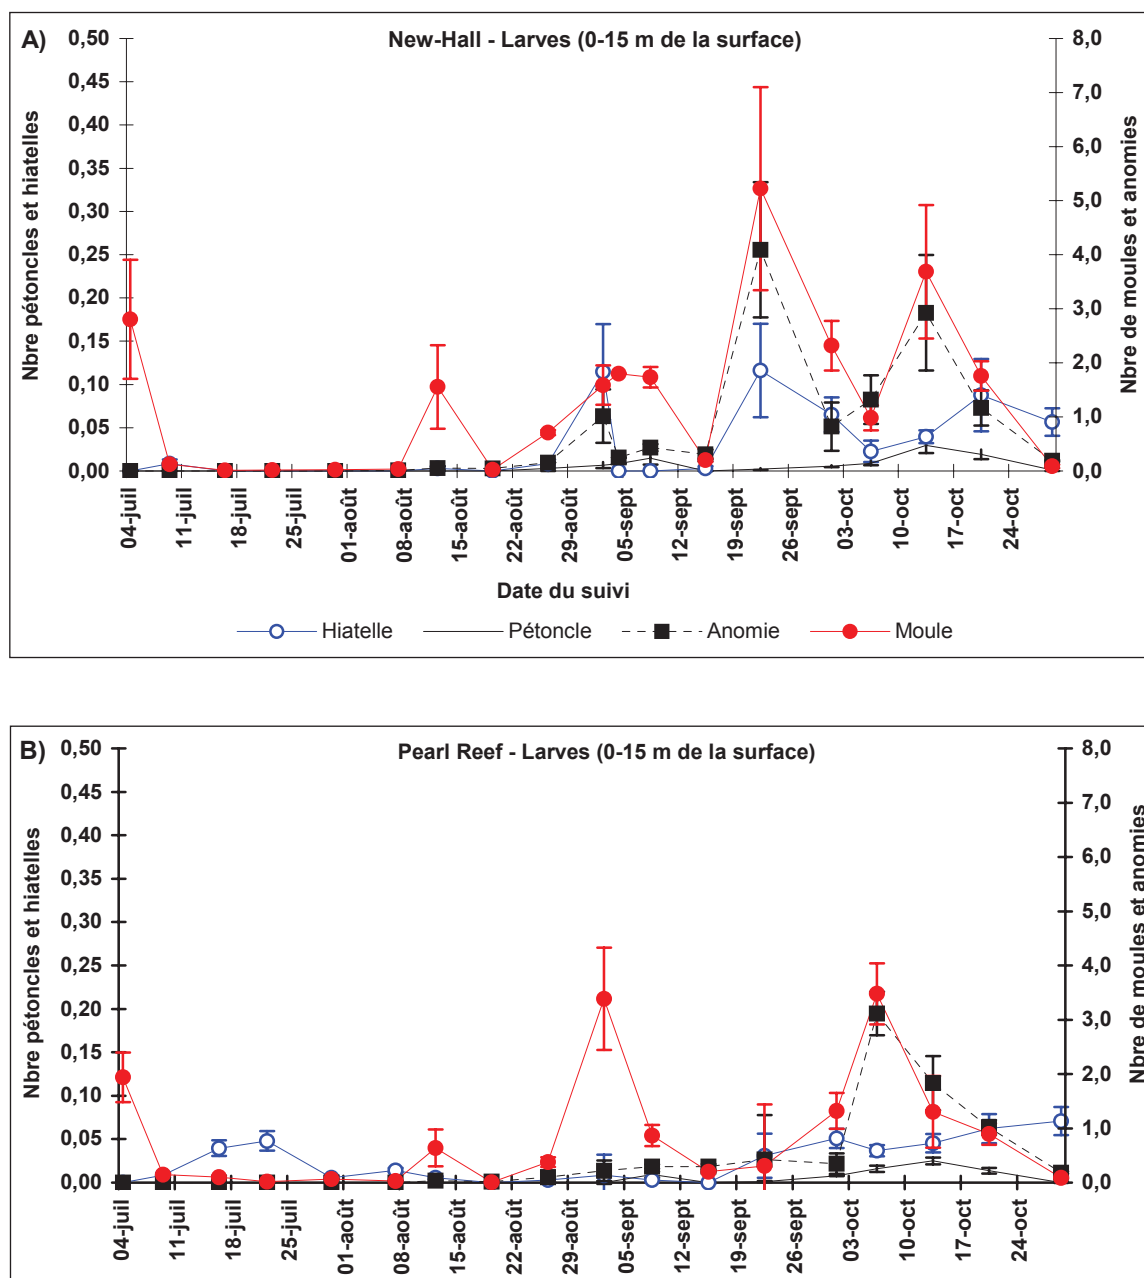 A)
New-Hall - Larves (0-15 m de la surface)
Nbre pétoncles et hiatelles
0,50
0,45
0,40
0,35
0,30
0,25
0,20
0,15
0,10
0,05
0,00
8,0
7,0
6,0
5,0
4,0
3,0
2,0
1,0
0,0
Nbre de moules et anomies
04-juil
11-juil
18-juil
25-juil
01-août
08-août
15-août
22-août
29-août
05-sept
12-sept
19-sept
26-sept
03-oct
10-oct
17-oct
24-oct
Date du suivi
Hiatelle Pétoncle Anomie Moule
B)
Pearl Reef - Larves (0-15 m de la surface)
Nbre pétoncles et hiatelles
0,50
0,45
0,40
0,35
0,30
0,25
0,20
0,15
0,10
0,05
0,00
8,0
7,0
6,0
5,0
4,0
3,0
2,0
1,0
0,0
Nbre de moules et anomies
04-juil
11-juil
18-juil
25-juil
01-août
08-août
15-août
22-août
29-août
05-sept
12-sept
19-sept
26-sept
03-oct
10-oct
17-oct
24-oct